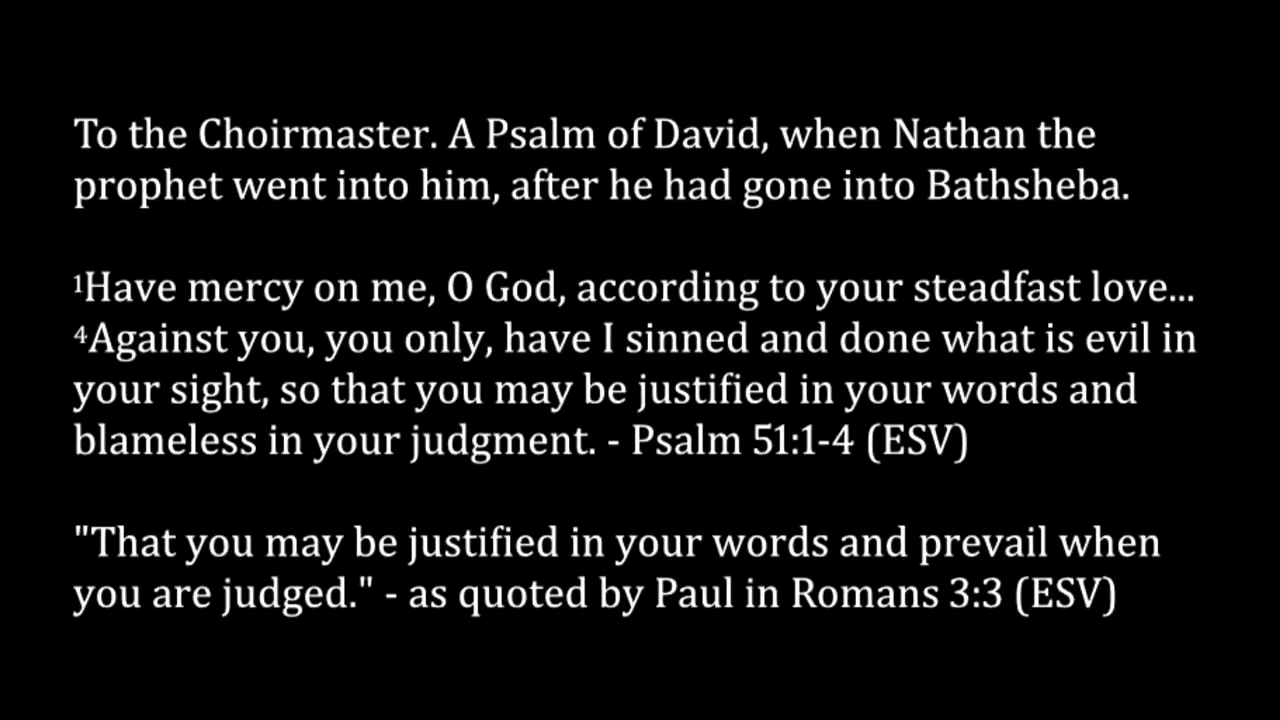 To the Choirmaster. A Psalm of David, when Nathan the
prophet went into him, after he had gone into Bathsheba.
¹Have mercy on me, O God, according to your steadfast love...
⁴Against you, you only, have I sinned and done what is evil in
your sight, so that you may be justified in your words and
blameless in your judgment. - Psalm 51:1-4 (ESV)
"That you may be justified in your words and prevail when
you are judged." - as quoted by Paul in Romans 3:3 (ESV)